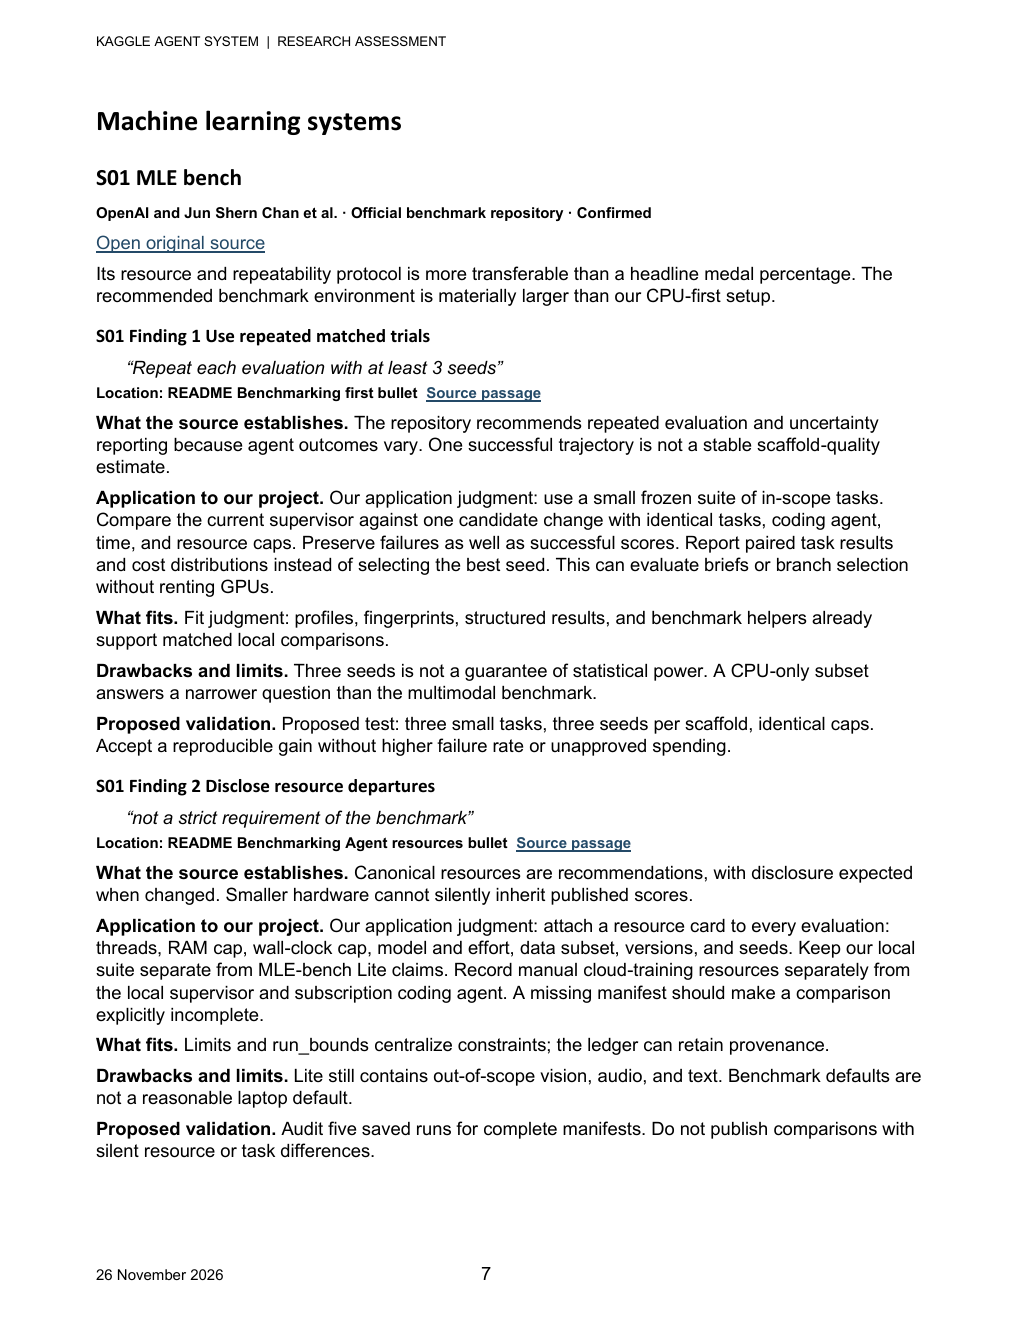 KAGGLE AGENT SYSTEM | RESEARCH ASSESSMENT
Machine learning systems
S01 MLE bench
OpenAI and Jun Shern Chan et al. · Official benchmark repository · Confirmed
Open original source
Its resource and repeatability protocol is more transferable than a headline medal percentage. The
recommended benchmark environment is materially larger than our CPU-first setup.
S01 Finding 1 Use repeated matched trials
“Repeat each evaluation with at least 3 seeds”
Location: README Benchmarking first bullet Source passage
What the source establishes. The repository recommends repeated evaluation and uncertainty
reporting because agent outcomes vary. One successful trajectory is not a stable scaffold-quality
estimate.
Application to our project. Our application judgment: use a small frozen suite of in-scope tasks.
Compare the current supervisor against one candidate change with identical tasks, coding agent,
time, and resource caps. Preserve failures as well as successful scores. Report paired task results
and cost distributions instead of selecting the best seed. This can evaluate briefs or branch selection
without renting GPUs.
What fits. Fit judgment: profiles, fingerprints, structured results, and benchmark helpers already
support matched local comparisons.
Drawbacks and limits. Three seeds is not a guarantee of statistical power. A CPU-only subset
answers a narrower question than the multimodal benchmark.
Proposed validation. Proposed test: three small tasks, three seeds per scaffold, identical caps.
Accept a reproducible gain without higher failure rate or unapproved spending.
S01 Finding 2 Disclose resource departures
“not a strict requirement of the benchmark”
Location: README Benchmarking Agent resources bullet Source passage
What the source establishes. Canonical resources are recommendations, with disclosure expected
when changed. Smaller hardware cannot silently inherit published scores.
Application to our project. Our application judgment: attach a resource card to every evaluation:
threads, RAM cap, wall-clock cap, model and effort, data subset, versions, and seeds. Keep our local
suite separate from MLE-bench Lite claims. Record manual cloud-training resources separately from
the local supervisor and subscription coding agent. A missing manifest should make a comparison
explicitly incomplete.
What fits. Limits and run_bounds centralize constraints; the ledger can retain provenance.
Drawbacks and limits. Lite still contains out-of-scope vision, audio, and text. Benchmark defaults are
not a reasonable laptop default.
Proposed validation. Audit five saved runs for complete manifests. Do not publish comparisons with
silent resource or task differences.
26 November 2026 7